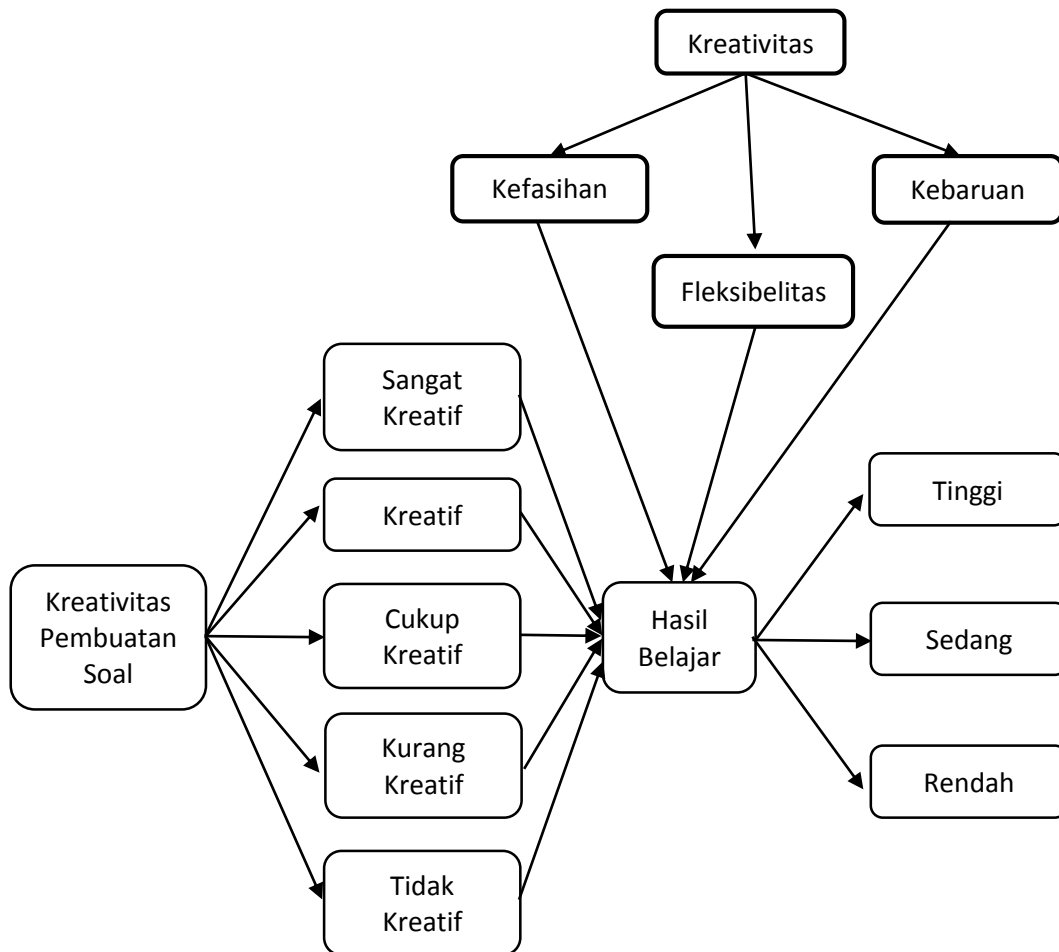 Kreativitas
Kefasihan
Kebaruan
Fleksibelitas
Sangat
Kreatif
Kreatif
Cukup
Kreatif
Kurang
Kreatif
Tidak
Kreatif
Kreativitas
Pembuatan
Soal
Hasil
Belajar
Tinggi
Sedang
Rendah